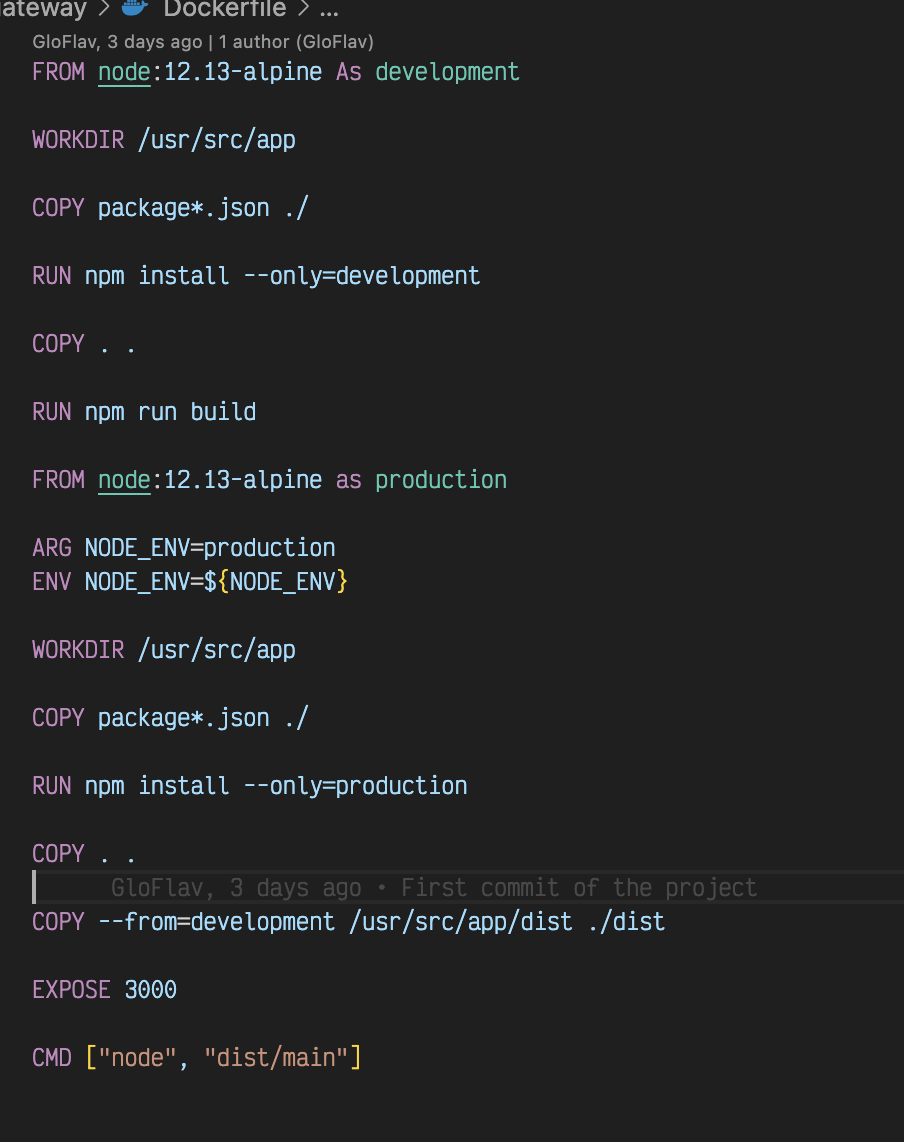 ateway > Dockerfile > ...
GloFlav, 3 days ago | 1 author (GloFlav)
FROM node:12.13-alpine As development
WORKDIR /usr/src/app
COPY package*.json ./
RUN npm install --only=development
COPY . .
RUN npm run build
FROM node:12.13-alpine as production
ARG NODE_ENV=production
ENV NODE_ENV=${NODE_ENV}
WORKDIR /usr/src/app
COPY package*.json ./
RUN npm install --only=production
COPY . .
GloFlav, 3 days ago • First commit of the project
COPY --from=development /usr/src/app/dist ./dist
EXPOSE 3000
CMD ["node", "dist/main"]